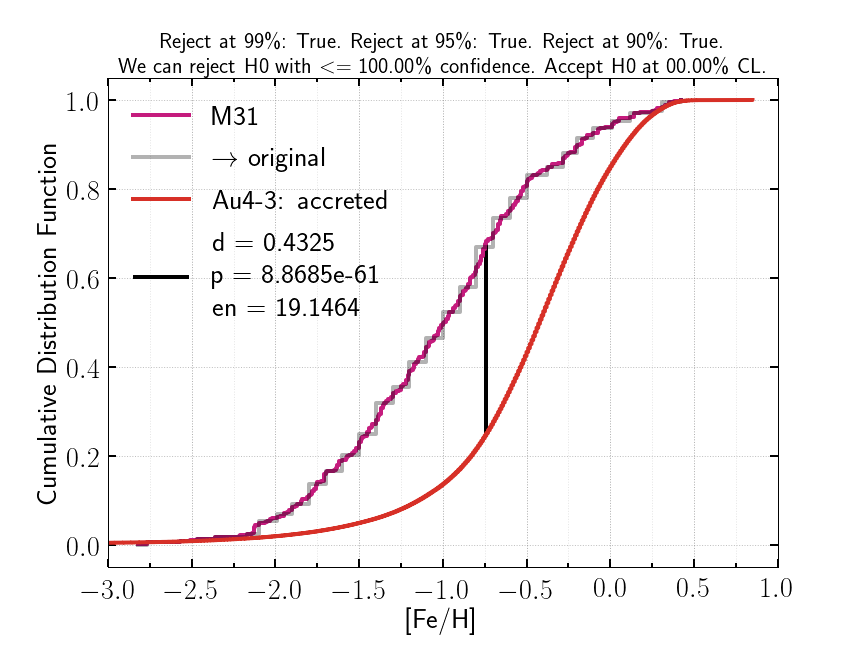 Reject at 99%: True. Reject at 95%: True. Reject at 90%: True.
We can reject H0 with <= 100.00% confidence. Accept H0 at 00.00% CL.
M31
→ original
Au4-3: accreted
d = 0.4325
p = 8.8685e-61
en = 19.1464
Cumulative Distribution Function
1.0
0.8
0.6
0.4
0.2
0.0
−3.0 −2.5 −2.0 −1.5 −1.0 −0.5 0.0 0.5 1.0
[Fe/H]